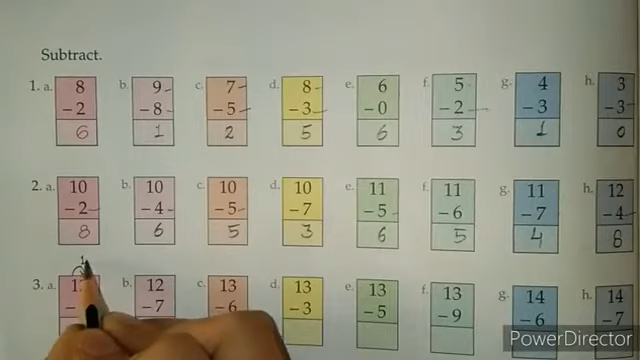 Subtract.
1. a. 8 b. 9 c. 7 d. 8 e. 6 f. 5 g. 4 h. 3
-2 -8 -5 -3 -0 -2 -3 -3
6 1 2 5 6 3 1 0
2. a. 10 b. 10 c. 10 d. 10 e. 11 f. 11 g. 11 h. 12
-2 -4 -5 -7 -5 -6 -7 -4
8 6 5 3 6 5 4 8
1
3. a. b. 12 c. 13 d. 13 e. 13 f. 13 g. 14 h. 14
- -7 -6 -3 -5 -9 -6 -7
PowerDirector